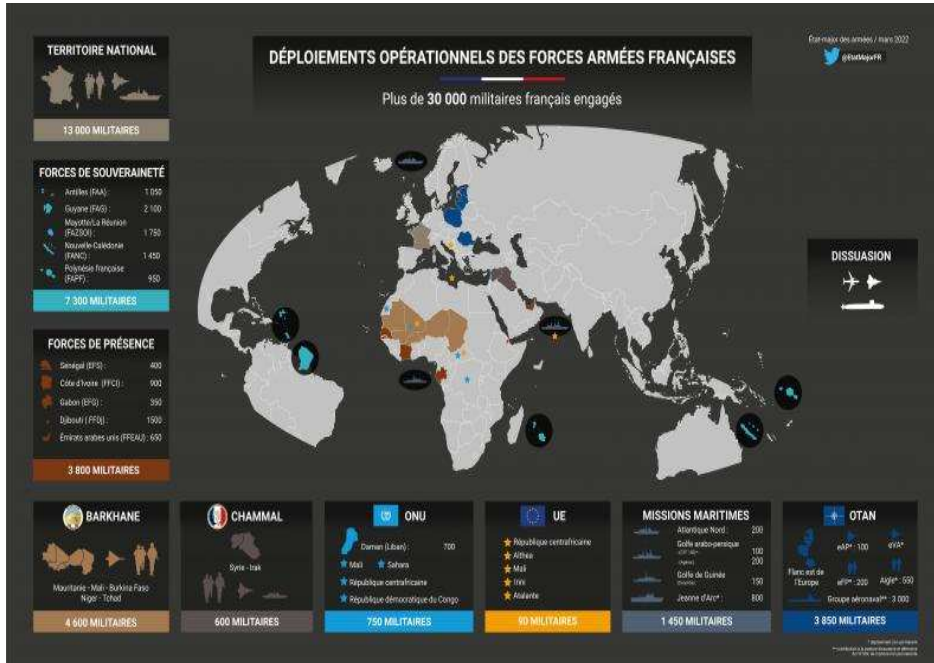 État-major des armées / mars 2022
@EtatMajorFR
DÉPLOIEMENTS OPÉRATIONNELS DES FORCES ARMÉES FRANÇAISES
Plus de 30 000 militaires français engagés
TERRITOIRE NATIONAL
13 000 MILITAIRES
FORCES DE SOUVERAINETÉ
Antilles (FAA) : 1 050
Guyane (FAG) : 2 100
Mayotte/La Réunion
(FAZSOI) : 1 750
Nouvelle-Calédonie
(FANC) : 1 450
Polynésie française
(FAPF) : 950
7 300 MILITAIRES
FORCES DE PRÉSENCE
Sénégal (EFS) : 400
Côte d'Ivoire (FFCI) : 900
Gabon (EFG) : 350
Djibouti (FFDj) : 1500
Émirats arabes unis (FFEAU) : 650
3 800 MILITAIRES
DISSUASION
BARKHANE
Mauritanie - Mali - Burkina Faso
Niger - Tchad
4 600 MILITAIRES
CHAMMAL
Syrie - Irak
600 MILITAIRES
ONU
Daman (Liban) : 700
Mali
Sahara
République centrafricaine
République démocratique du Congo
750 MILITAIRES
UE
République centrafricaine
Althea
Mali
Irini
Atalante
90 MILITAIRES
MISSIONS MARITIMES
Atlantique Nord : 200
Golfe arabo-persique
100
200
Golfe de Guinée
150
Jeanne d'Arc* : 800
1 450 MILITAIRES
OTAN
Flanc est de
l'Europe
eAP* : 100
eVA*
eFP* : 200
Aigle* : 550
Groupe aéronaval** : 3 000
3 850 MILITAIRES